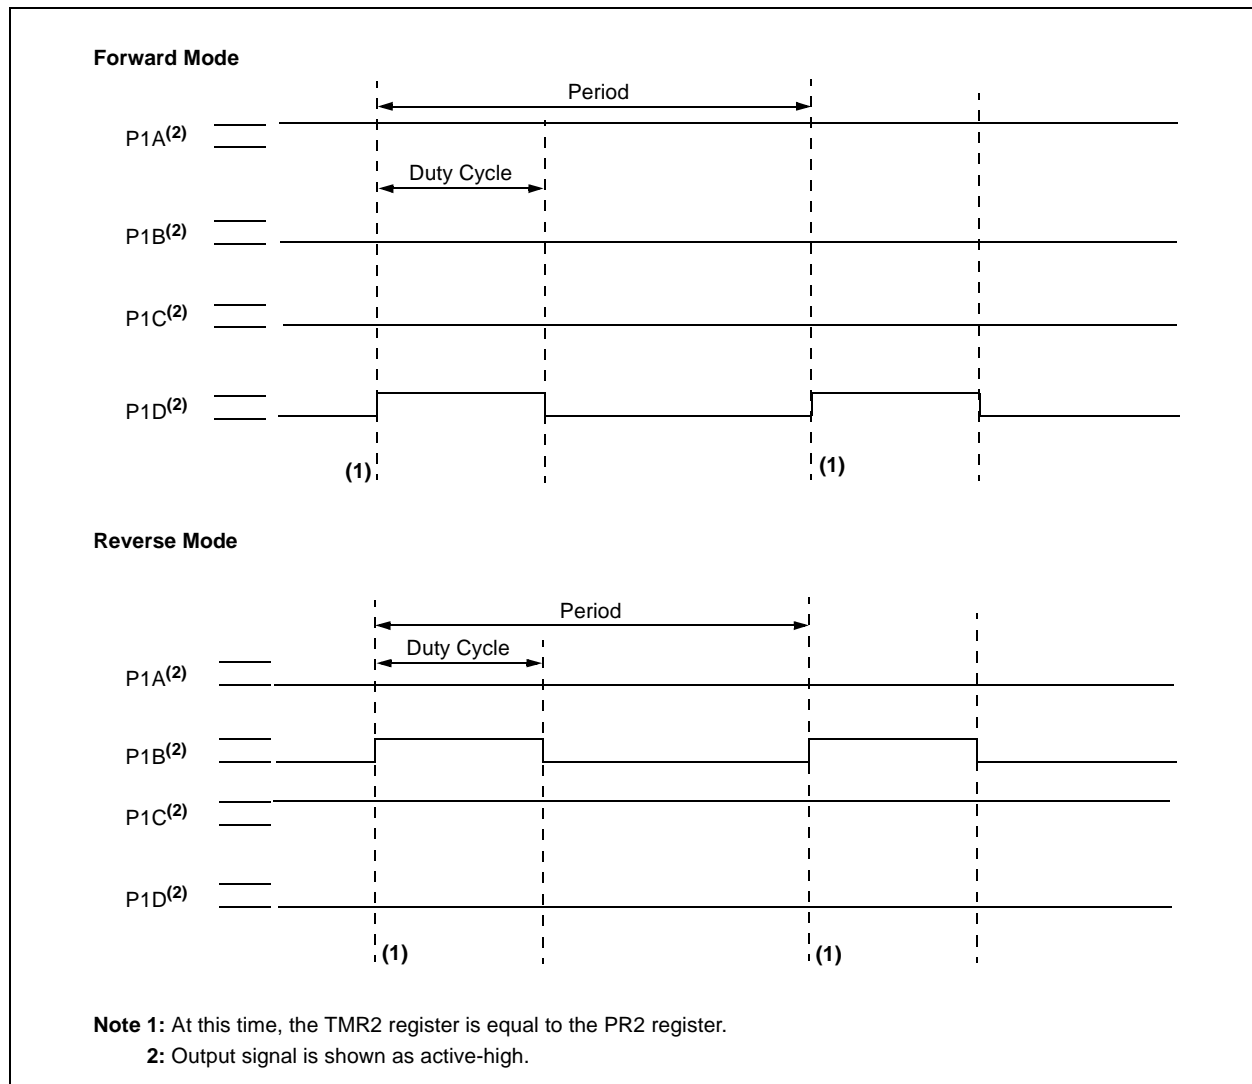 Forward Mode
Period
P1A(2)
Duty Cycle
P1B(2)
P1C(2)
P1D(2)
(1)
(1)
Reverse Mode
Period
Duty Cycle
P1A(2)
P1B(2)
P1C(2)
P1D(2)
(1)
(1)
Note 1: At this time, the TMR2 register is equal to the PR2 register.
2: Output signal is shown as active-high.